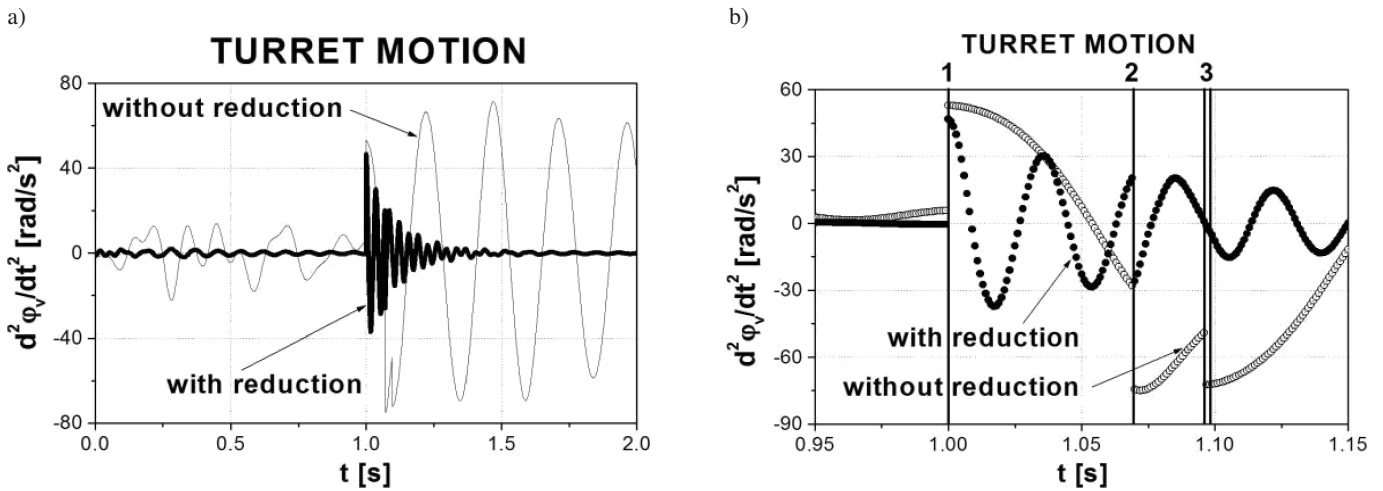 a)
TURRET MOTION
80
40
0
-40
-80
d²φᵥ/dt² [rad/s²]
without reduction
with reduction
0.0 0.5 1.0 1.5 2.0
t [s]
b)
TURRET MOTION
1 2 3
60
30
0
-30
-60
-90
d²φᵥ/dt² [rad/s²]
with reduction
without reduction
0.95 1.00 1.05 1.10 1.15
t [s]